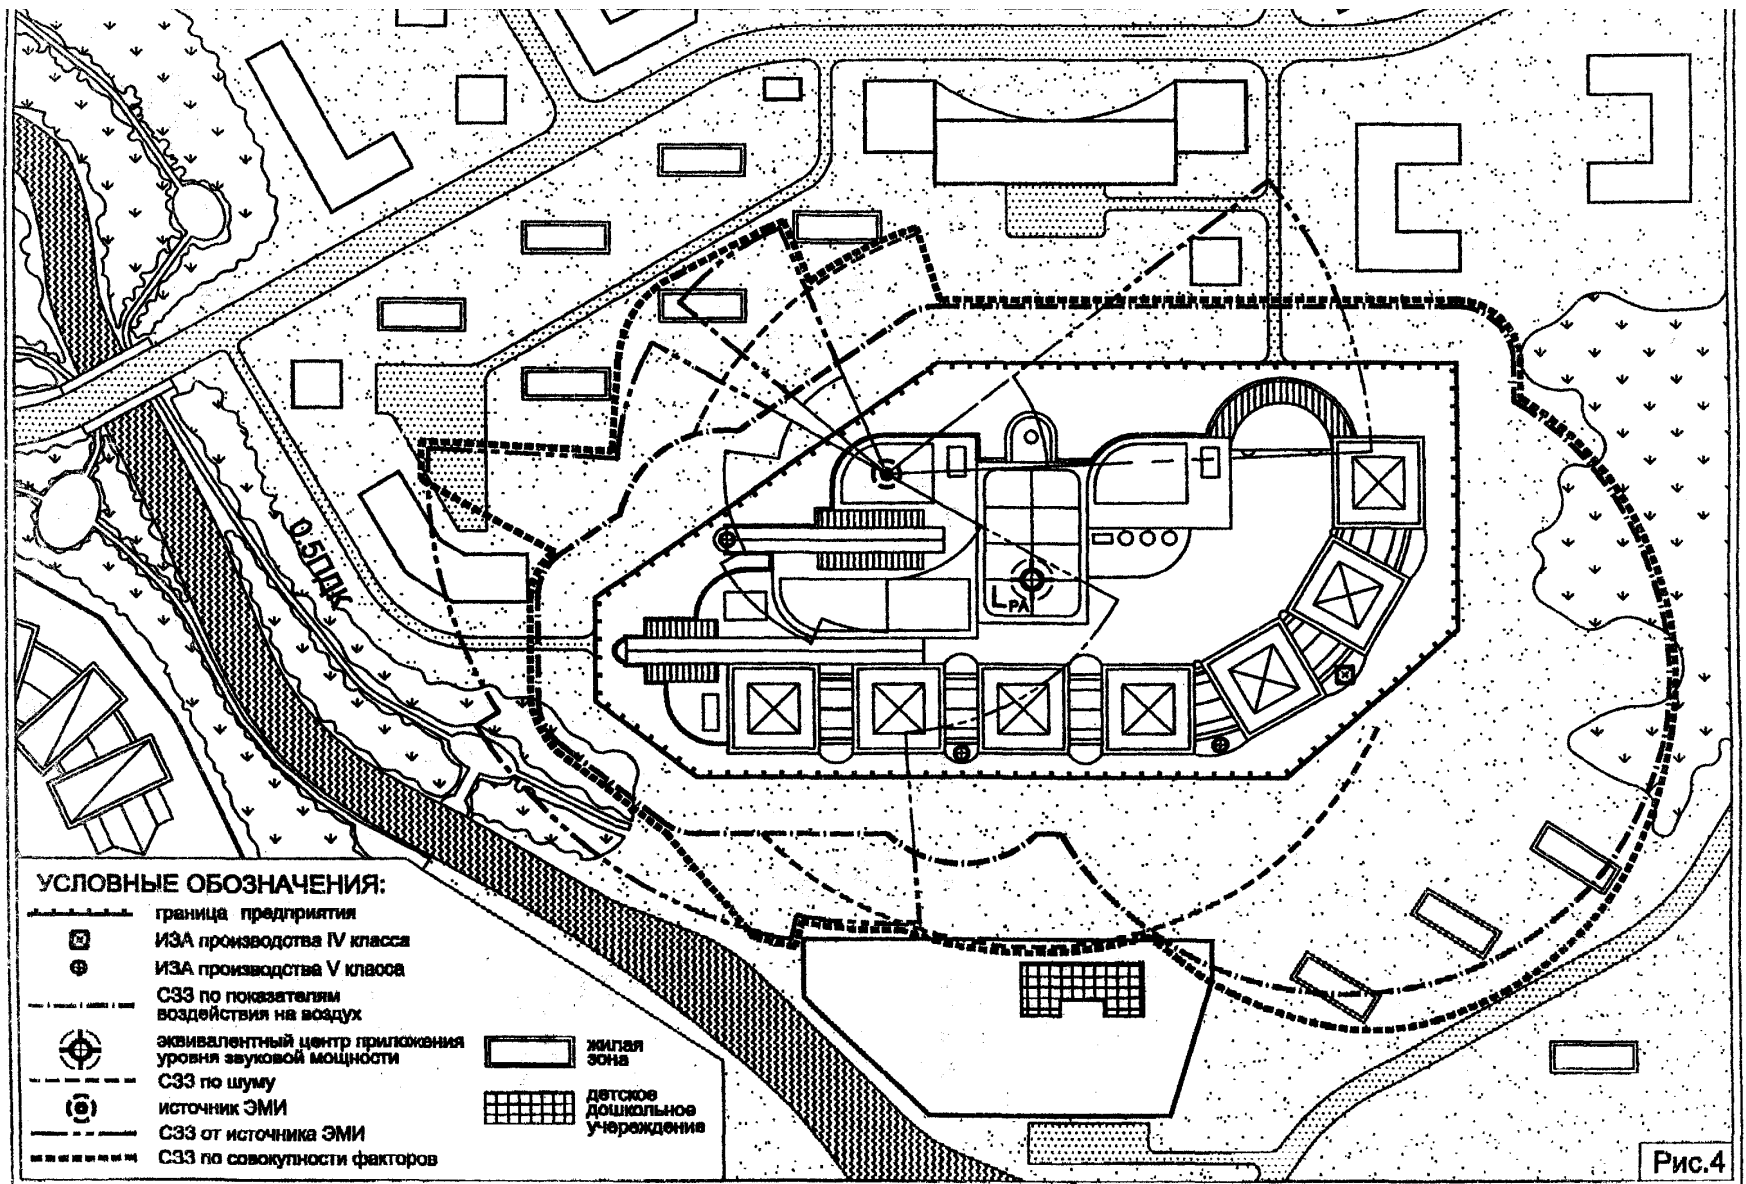 0,5ПДК
LРА
УСЛОВНЫЕ ОБОЗНАЧЕНИЯ:
граница предприятия
ИЗА производства IV класса
ИЗА производства V класса
СЗЗ по показателям
воздействия на воздух
эквивалентный центр приложения
уровня звуковой мощности
СЗЗ по шуму
источник ЭМИ
СЗЗ от источника ЭМИ
СЗЗ по совокупности факторов
жилая
зона
детское
дошкольное
учереждение
Рис.4